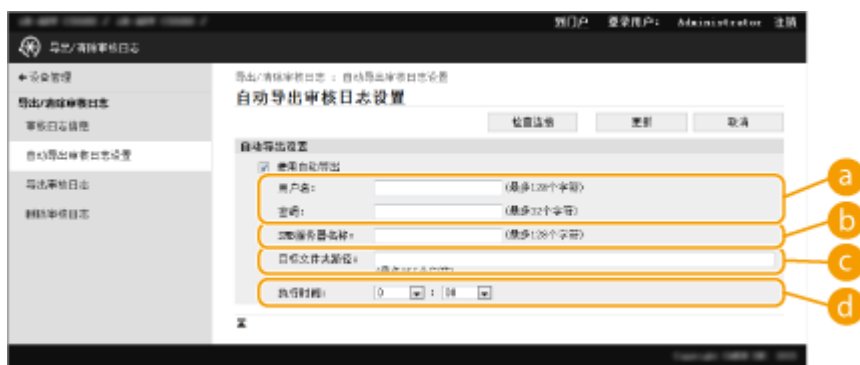 到门户 登录用户: Administrator 注销
导出/清除审核日志
设备管理
导出/清除审核日志 : 自动导出审核日志设置
导出/清除审核日志
自动导出审核日志设置
审核日志信息
检查连接 更新 取消
自动导出审核日志设置
自动导出设置
使用自动导出
导出审核日志
用户名: (最多128个字符)
a
删除审核日志
密码: (最多32个字符)
SMB服务器名称: (最多128个字符)
b
目标文件夹路径:
c
执行时间: 0 : 00
d